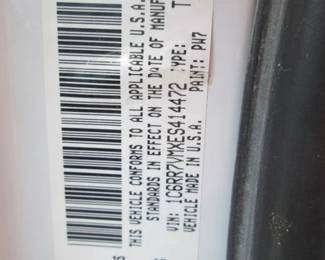 THIS VEHICLE CONFORMS TO ALL APPLICABLE U.S.A.
STANDARDS IN EFFECT ON THE DATE OF MANUF
VIN: 1C6RR7VMXES414472 TYPE: T
VEHICLE MADE IN U.S.A. PAINT: PW7